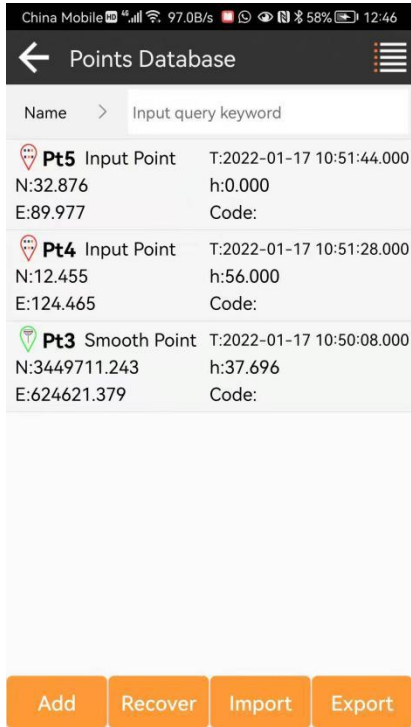 China Mobile HD 4G 97.0B/s 58% 12:46
Points Database
Name > Input query keyword
Pt5 Input Point T:2022-01-17 10:51:44.000
N:32.876 h:0.000
E:89.977 Code:
Pt4 Input Point T:2022-01-17 10:51:28.000
N:12.455 h:56.000
E:124.465 Code:
Pt3 Smooth Point T:2022-01-17 10:50:08.000
N:3449711.243 h:37.696
E:624621.379 Code:
Add Recover Import Export